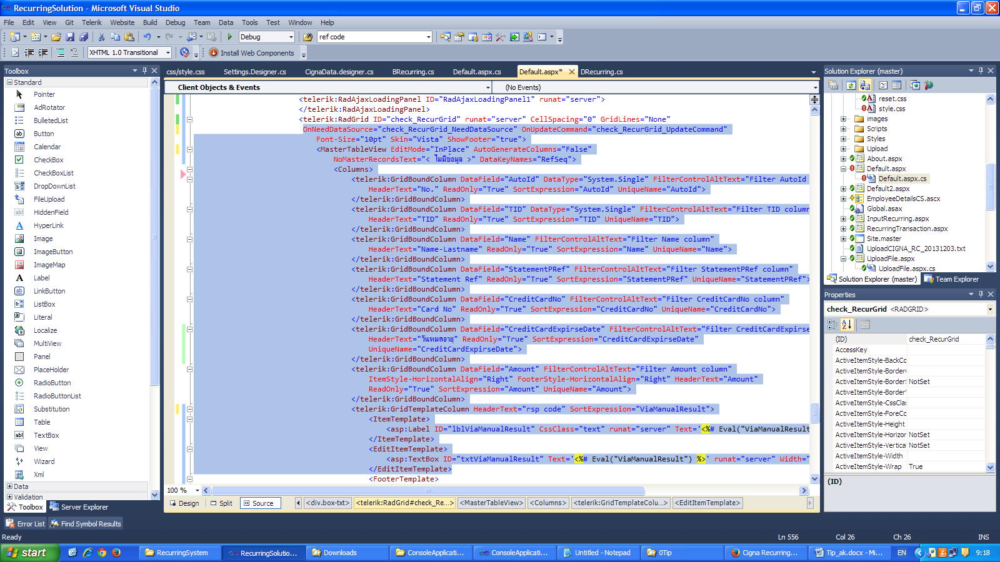 RecurringSolution - Microsoft Visual Studio
File Edit View Git Telerik Website Build Debug Team Data Tools Test Window Help
Debug ref code
XHTML 1.0 Transitional Install Web Components
Toolbox
Standard
Pointer
AdRotator
BulletedList
Button
Calendar
CheckBox
CheckBoxList
DropDownList
FileUpload
HiddenField
HyperLink
Image
ImageButton
ImageMap
Label
LinkButton
ListBox
Literal
Localize
MultiView
Panel
PlaceHolder
RadioButton
RadioButtonList
Substitution
Table
TextBox
View
Wizard
Xml
Data
Validation
Toolbox Server Explorer
css/style.css Settings.Designer.cs CignaData.designer.cs BRecurring.cs Default.aspx.cs Default.aspx* DRecurring.cs
Client Objects & Events (No Events)
<telerik:RadAjaxLoadingPanel ID="RadAjaxLoadingPanel1" runat="server">
</telerik:RadAjaxLoadingPanel>
<telerik:RadGrid ID="check_RecurGrid" runat="server" CellSpacing="0" GridLines="None"
OnNeedDataSource="check_RecurGrid_NeedDataSource" OnUpdateCommand="check_RecurGrid_UpdateCommand"
Font-Size="10pt" Skin="Vista" ShowFooter="true">
<MasterTableView EditMode="InPlace" AutoGenerateColumns="False"
NoMasterRecordsText="< ไม่มีข้อมูล >" DataKeyNames="RefSeq">
<Columns>
<telerik:GridBoundColumn DataField="AutoId" DataType="System.Single" FilterControlAltText="Filter AutoId
HeaderText="No." ReadOnly="True" SortExpression="AutoId" UniqueName="AutoId">
</telerik:GridBoundColumn>
<telerik:GridBoundColumn DataField="TID" DataType="System.Single" FilterControlAltText="Filter TID column
HeaderText="TID" ReadOnly="True" SortExpression="TID" UniqueName="TID">
</telerik:GridBoundColumn>
<telerik:GridBoundColumn DataField="Name" FilterControlAltText="Filter Name column"
HeaderText="Name-Lastname" ReadOnly="True" SortExpression="Name" UniqueName="Name">
</telerik:GridBoundColumn>
<telerik:GridBoundColumn DataField="StatementPRef" FilterControlAltText="Filter StatementPRef column"
HeaderText="Statement Ref" ReadOnly="True" SortExpression="StatementPRef" UniqueName="StatementPRef">
</telerik:GridBoundColumn>
<telerik:GridBoundColumn DataField="CreditCardNo" FilterControlAltText="Filter CreditCardNo column"
HeaderText="Card No" ReadOnly="True" SortExpression="CreditCardNo" UniqueName="CreditCardNo">
</telerik:GridBoundColumn>
<telerik:GridBoundColumn DataField="CreditCardExpirseDate" FilterControlAltText="Filter CreditCardExpirse
HeaderText="วันหมดอายุ" ReadOnly="True" SortExpression="CreditCardExpirseDate"
UniqueName="CreditCardExpirseDate">
</telerik:GridBoundColumn>
<telerik:GridBoundColumn DataField="Amount" FilterControlAltText="Filter Amount column"
ItemStyle-HorizontalAlign="Right" FooterStyle-HorizontalAlign="Right" HeaderText="Amount"
ReadOnly="True" SortExpression="Amount" UniqueName="Amount">
</telerik:GridBoundColumn>
<telerik:GridTemplateColumn HeaderText="rsp code" SortExpression="ViaManualResult">
<ItemTemplate>
<asp:Label ID="lblViaManualResult" CssClass="text" runat="server" Text='<%# Eval("ViaManualResult
</ItemTemplate>
<EditItemTemplate>
<asp:TextBox ID="txtViaManualResult" Text='<%# Eval("ViaManualResult") %>' runat="server" Width="
</EditItemTemplate>
<FooterTemplate>
100 %
Design Split Source <div.box-txt> <telerik:RadGrid#check_Re...> <MasterTableView> <Columns> <telerik:GridTemplateColu...> <EditItemTemplate>
Solution Explorer (master)
reset.css
style.css
images
Scripts
Styles
Upload
About.aspx
Default.aspx
Default.aspx.cs
Default2.aspx
EmployeeDetailsCS.ascx
Global.asax
InputRecurring.aspx
RecurringTransaction.aspx
Site.master
UploadCIGNA_RC_20131203.txt
UploadFile.aspx
UploadFile.aspx.cs
Solution Explorer (master) Team Explorer
Properties
check_RecurGrid <RADGRID>
(ID) check_RecurGrid
AccessKey
ActiveItemStyle-BackCo
ActiveItemStyle-Border
ActiveItemStyle-Border NotSet
ActiveItemStyle-Border
ActiveItemStyle-CssClas
ActiveItemStyle-ForeCo
ActiveItemStyle-Height
ActiveItemStyle-Horizor NotSet
ActiveItemStyle-Vertica NotSet
ActiveItemStyle-Width
ActiveItemStyle-Wrap True
(ID)
Error List Find Symbol Results
Ready Ln 556 Col 26 Ch 26 INS
start RecurringSystem RecurringSolutio... Downloads ConsoleApplicati... ConsoleApplicati... Untitled - Notepad 0Tip Cigna Recurring... Tip_ak.docx - Mi... EN 9:18